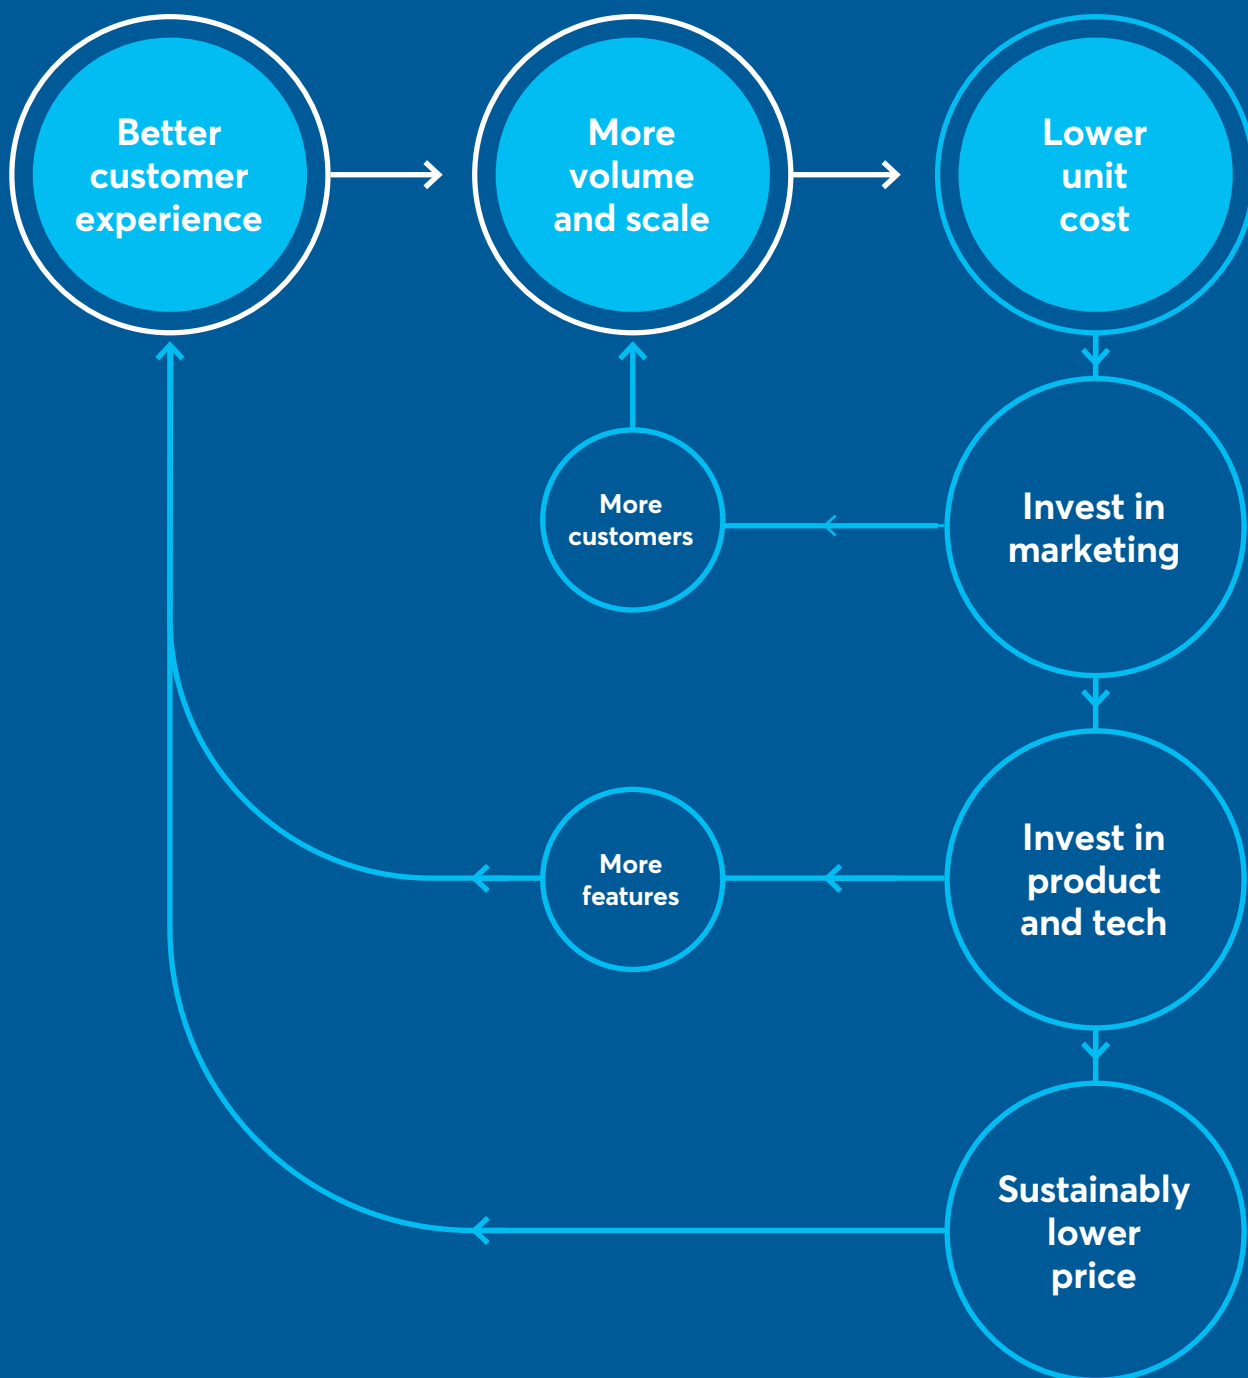 Better
customer
experience
More
volume
and scale
Lower
unit
cost
More
customers
Invest in
marketing
More
features
Invest in
product
and tech
Sustainably
lower
price